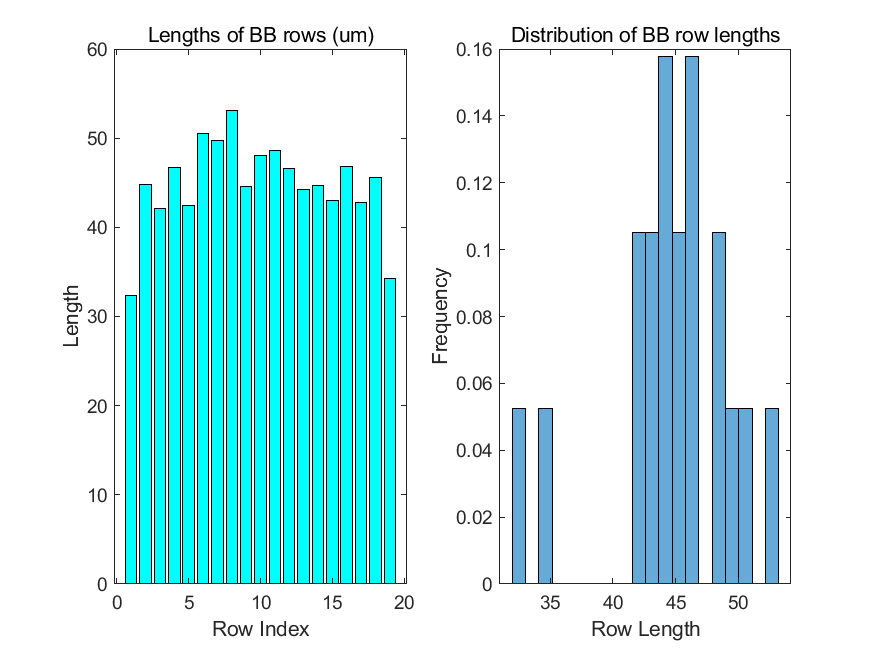 Lengths of BB rows (um)
60
50
40
30
20
10
0
Length
0 5 10 15 20
Row Index
Distribution of BB row lengths
0.16
0.14
0.12
0.1
0.08
0.06
0.04
0.02
0
Frequency
35 40 45 50
Row Length